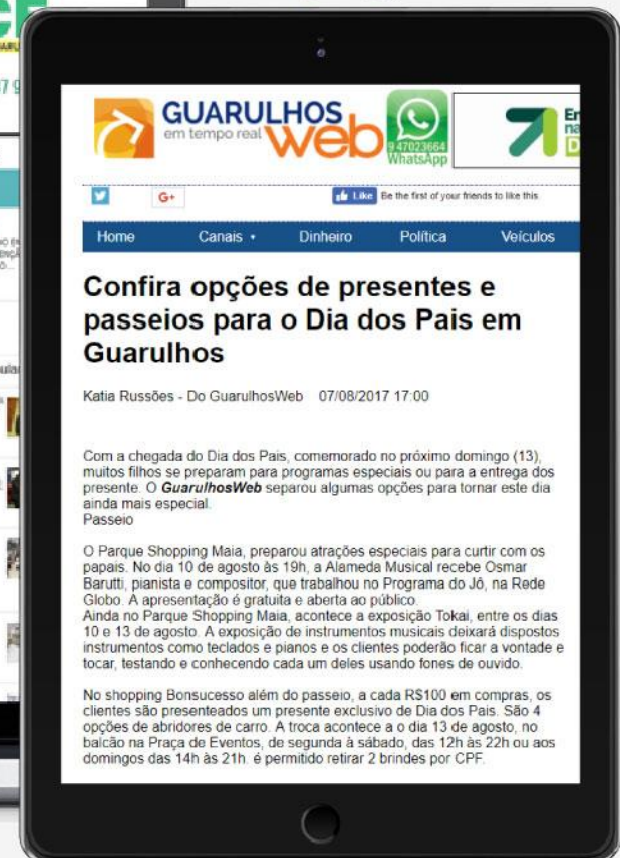 GUARULHOS
em tempo real web
9 47023664
WhatsApp
G+
Like Be the first of your friends to like this
Home Canais Dinheiro Política Veículos
Confira opções de presentes e
passeios para o Dia dos Pais em
Guarulhos
Katia Russões - Do GuarulhosWeb 07/08/2017 17:00
Com a chegada do Dia dos Pais, comemorado no próximo domingo (13),
muitos filhos se preparam para programas especiais ou para a entrega dos
presente. O GuarulhosWeb separou algumas opções para tornar este dia
ainda mais especial.
Passeio
O Parque Shopping Maia, preparou atrações especiais para curtir com os
papais. No dia 10 de agosto às 19h, a Alameda Musical recebe Osmar
Barutti, pianista e compositor, que trabalhou no Programa do Jô, na Rede
Globo. A apresentação é gratuita e aberta ao público.
Ainda no Parque Shopping Maia, acontece a exposição Tokai, entre os dias
10 e 13 de agosto. A exposição de instrumentos musicais deixará dispostos
instrumentos como teclados e pianos e os clientes poderão ficar a vontade e
tocar, testando e conhecendo cada um deles usando fones de ouvido.
No shopping Bonsucesso além do passeio, a cada R$100 em compras, os
clientes são presenteados um presente exclusivo de Dia dos Pais. São 4
opções de abridores de carro. A troca acontece a o dia 13 de agosto, no
balcão na Praça de Eventos, de segunda à sábado, das 12h às 22h ou aos
domingos das 14h às 21h. é permitido retirar 2 brindes por CPF.